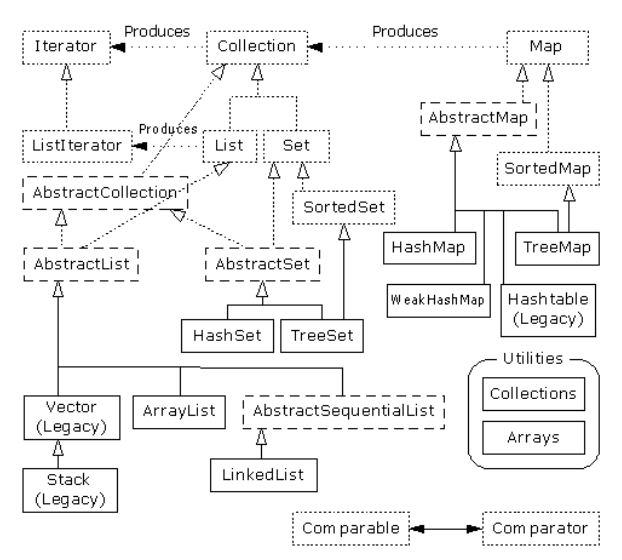 Produces
Produces
Iterator
Collection
Map
AbstractMap
Produces
ListIterator
List
Set
SortedMap
AbstractCollection
SortedSet
HashMap
TreeMap
AbstractList
AbstractSet
WeakHashMap
Hashtable
(Legacy)
HashSet
TreeSet
Utilities
Collections
Vector
(Legacy)
ArrayList
AbstractSequentialList
Arrays
Stack
(Legacy)
LinkedList
Comparable
Comparator